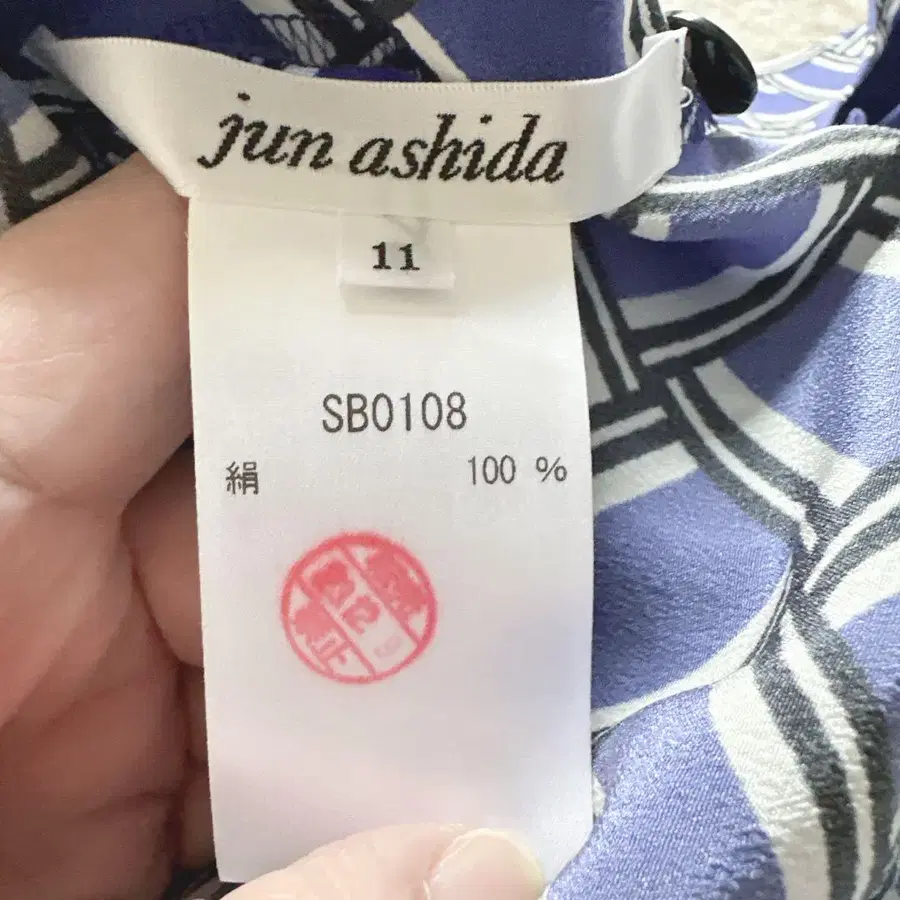 jun ashida
11
SB0108
絹 100 %